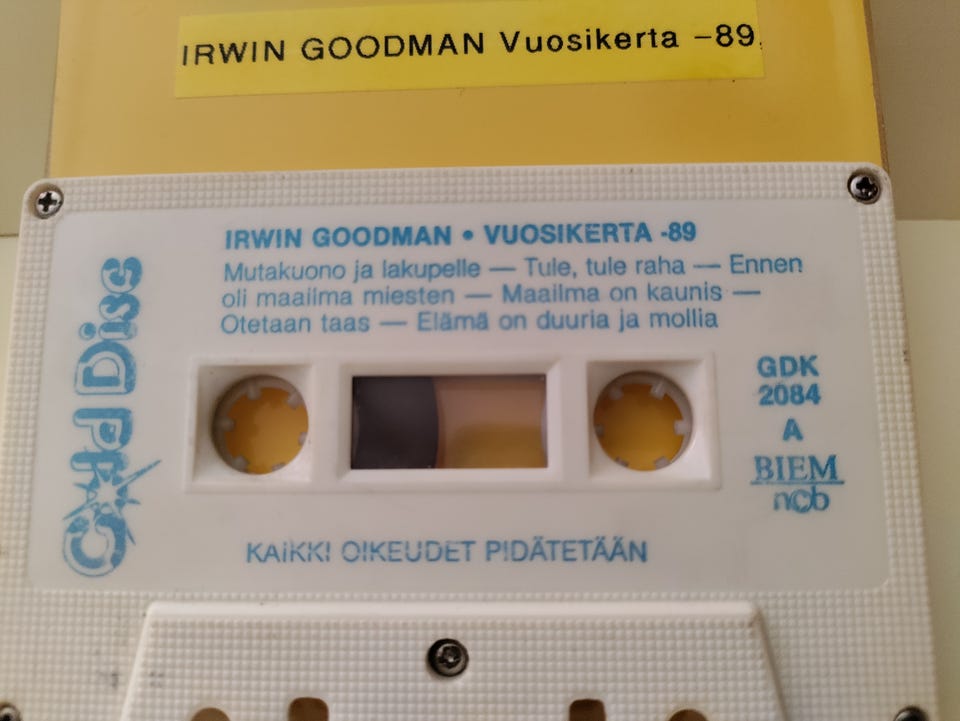 IRWIN GOODMAN Vuosikerta –89,
IRWIN GOODMAN • VUOSIKERTA -89
Mutakuono ja lakupelle — Tule, tule raha — Ennen
oli maailma miesten — Maailma on kaunis —
Otetaan taas — Elämä on duuria ja mollia
Gold Disc
GDK
2084
A
BIEM
ncb
KAIKKI OIKEUDET PIDÄTETÄÄN